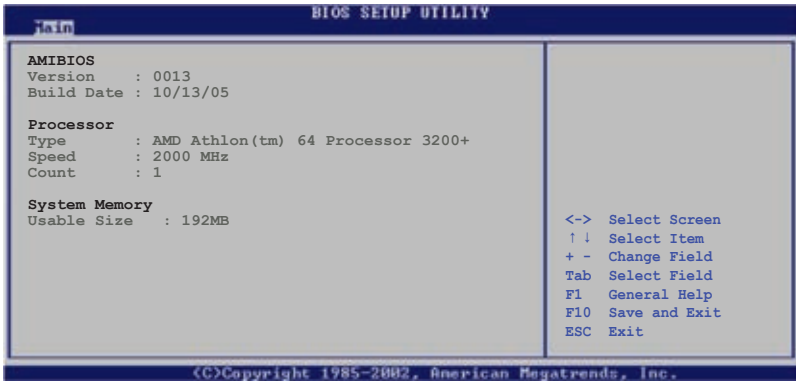 BIOS SETUP UTILITY
Main
AMIBIOS
Version : 0013
Build Date : 10/13/05
Processor
Type : AMD Athlon(tm) 64 Processor 3200+
Speed : 2000 MHz
Count : 1
System Memory
Usable Size : 192MB
<-> Select Screen
↑↓ Select Item
+ - Change Field
Tab Select Field
F1 General Help
F10 Save and Exit
ESC Exit
(C)Copyright 1985-2002, American Megatrends, Inc.